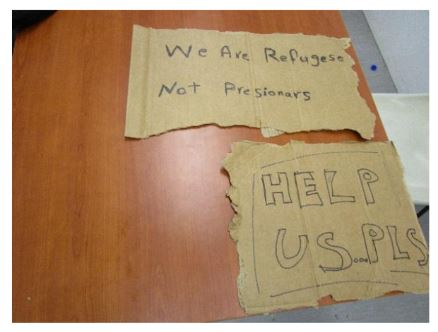 We Are Refugese
Not Presionars
HELP
US...PLS